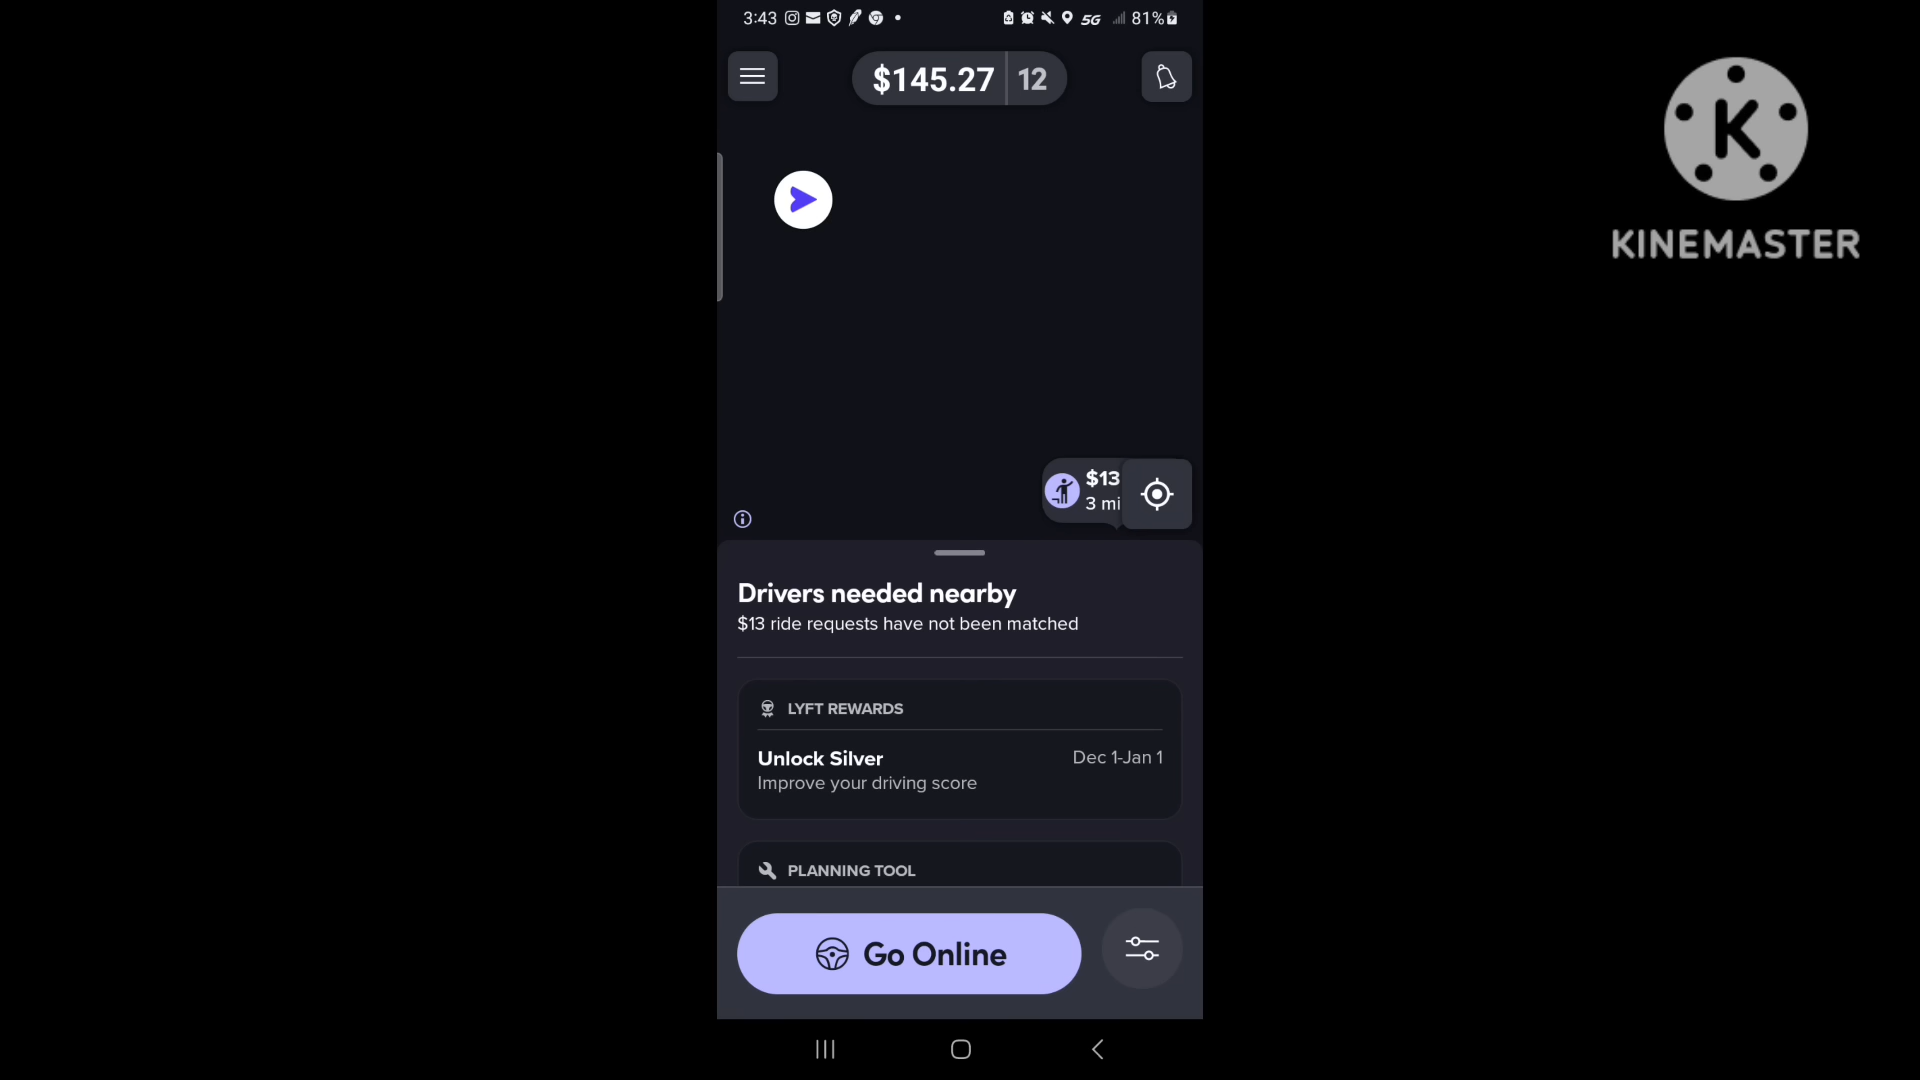 3:43
5G
81%
$145.27
12
K
KINEMASTER
$13
3 mi
Drivers needed nearby
$13 ride requests have not been matched
LYFT REWARDS
Unlock Silver
Dec 1-Jan 1
Improve your driving score
PLANNING TOOL
Go Online